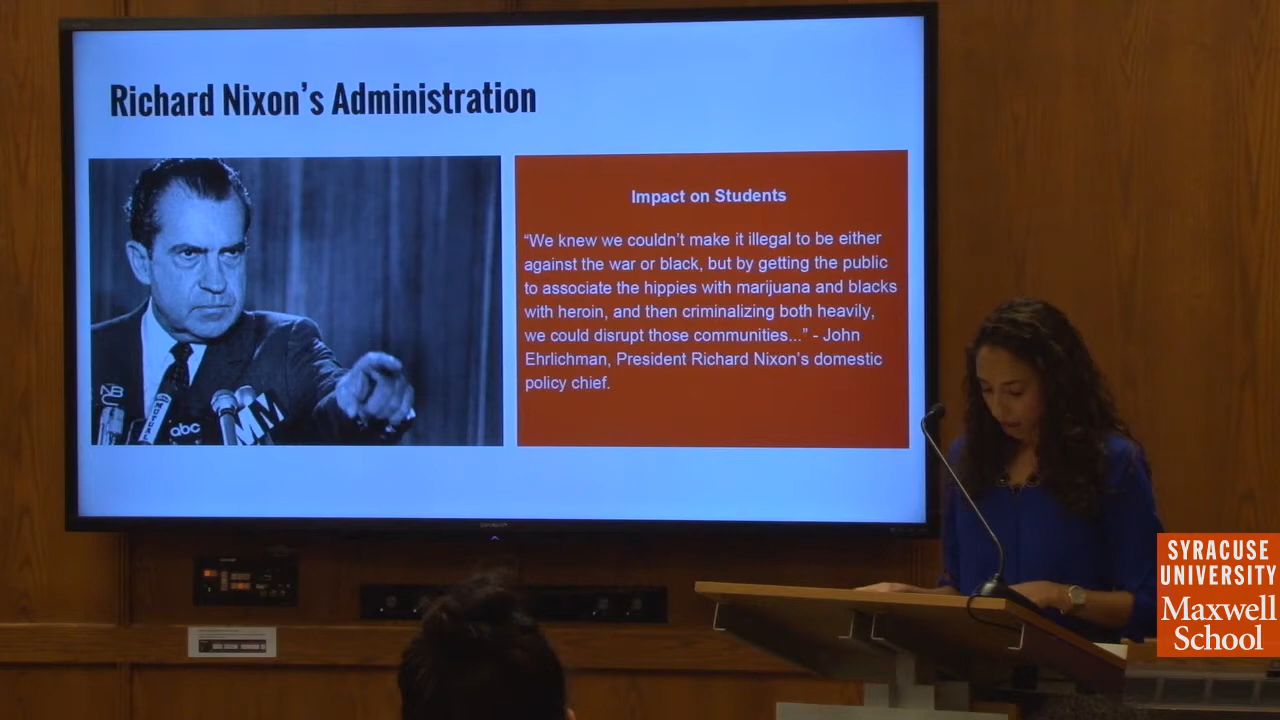 Richard Nixon's Administration
Impact on Students
“We knew we couldn’t make it illegal to be either
against the war or black, but by getting the public
to associate the hippies with marijuana and blacks
with heroin, and then criminalizing both heavily,
we could disrupt those communities...” - John
Ehrlichman, President Richard Nixon’s domestic
policy chief.
NB
C
MUTUAL
abc
MM
SYRACUSE
UNIVERSITY
Maxwell
School